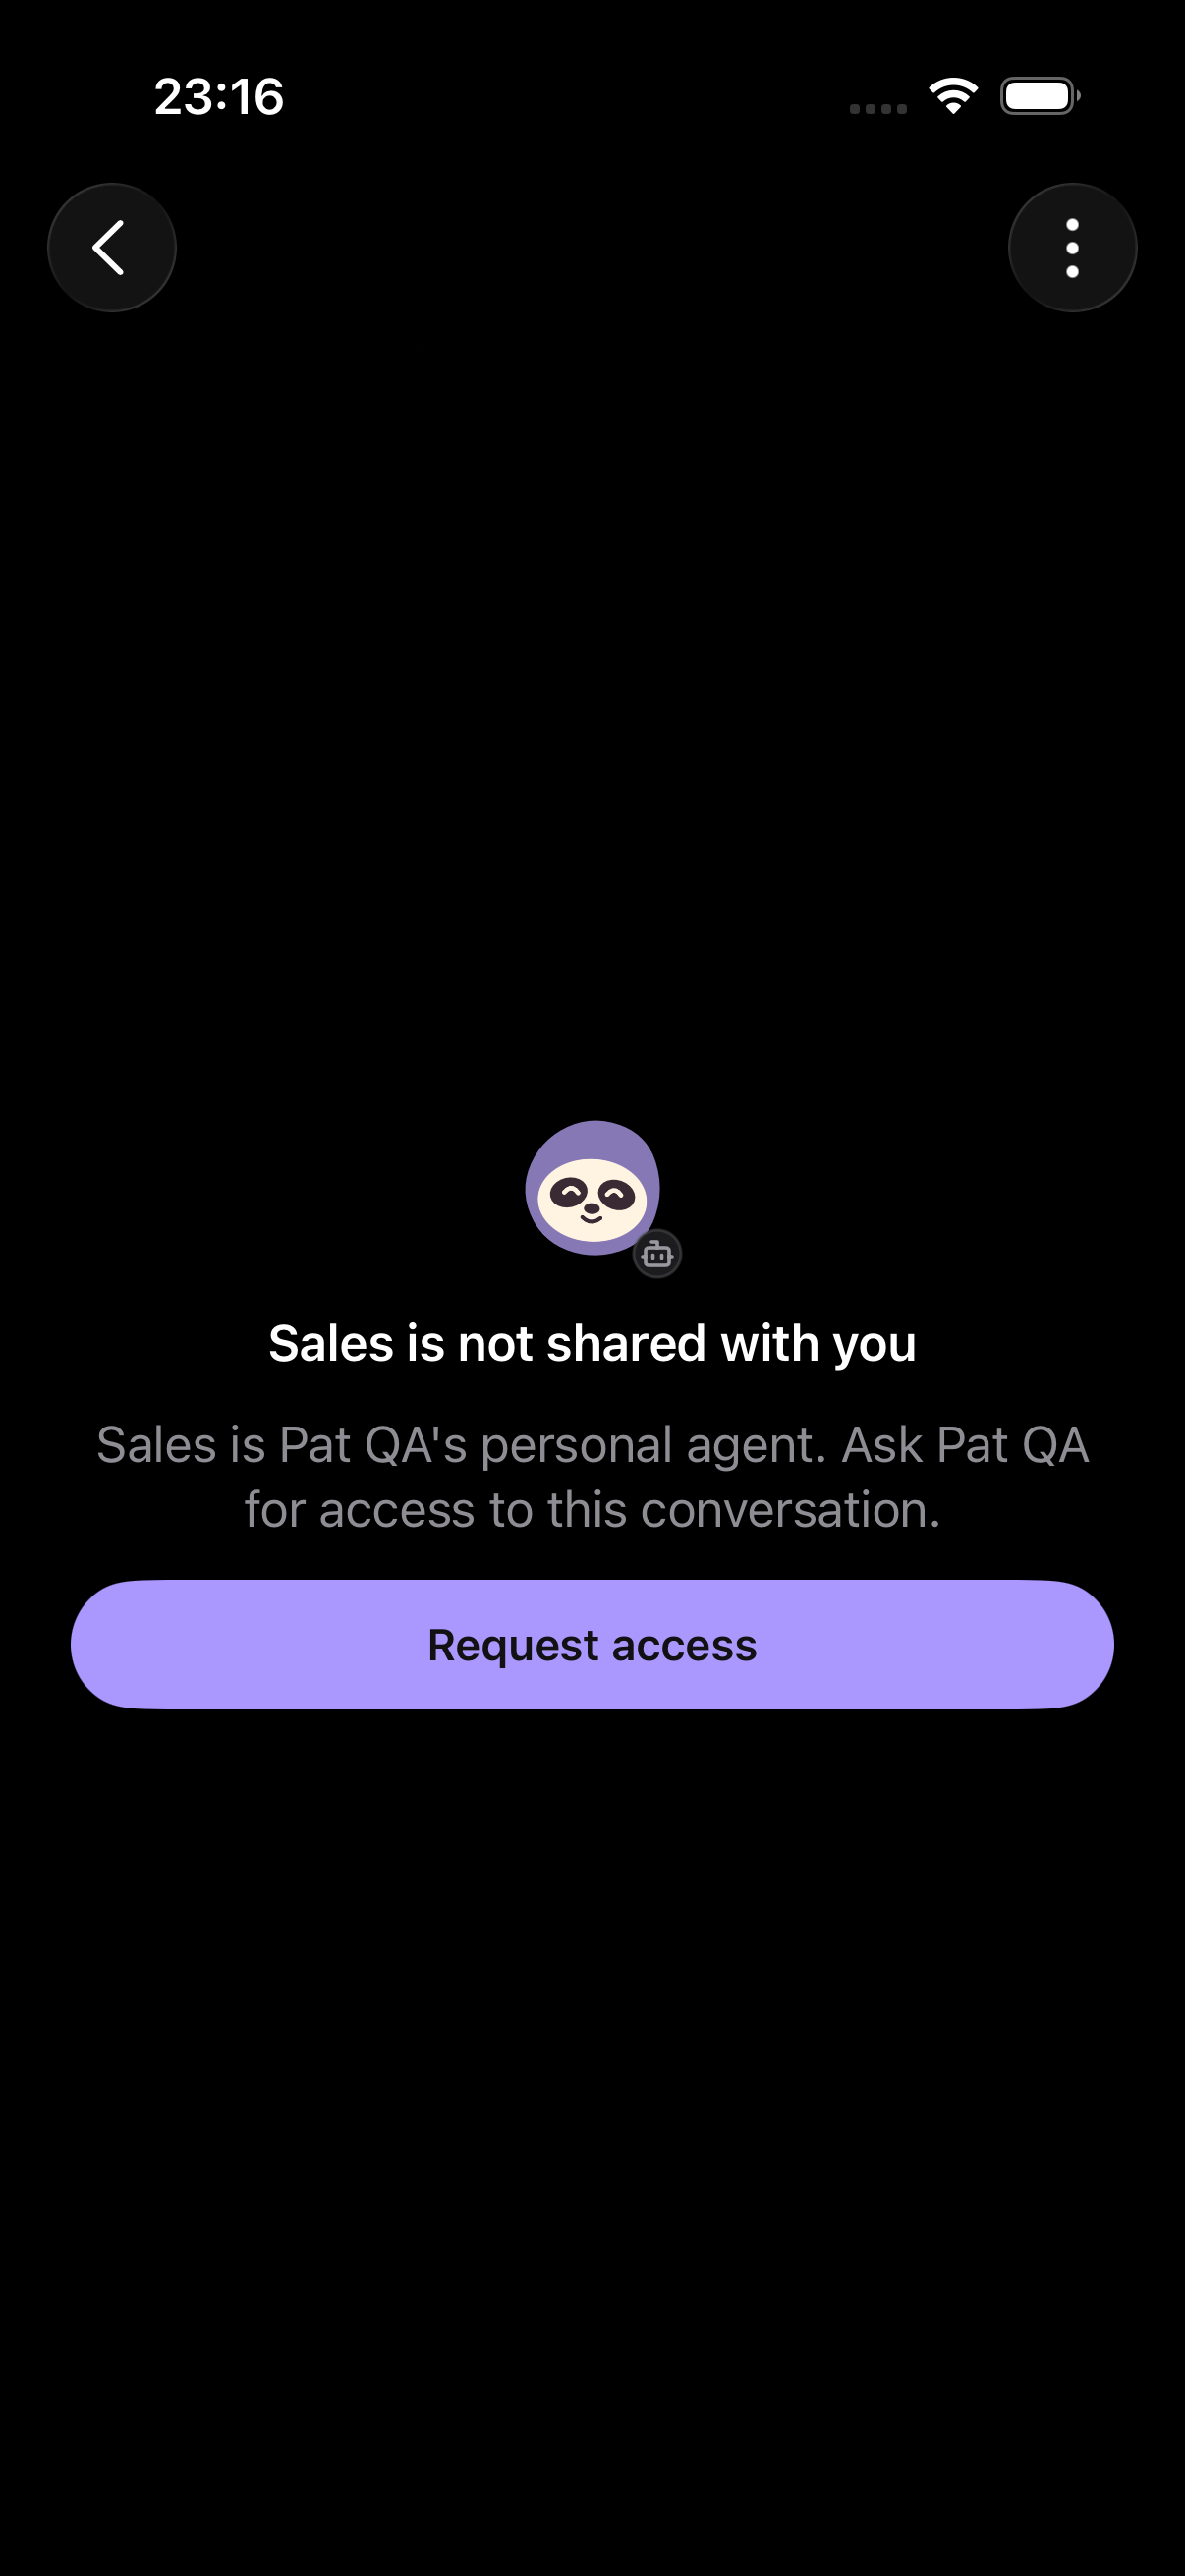 23:16
Sales is not shared with you
Sales is Pat QA's personal agent. Ask Pat QA
for access to this conversation.
Request access